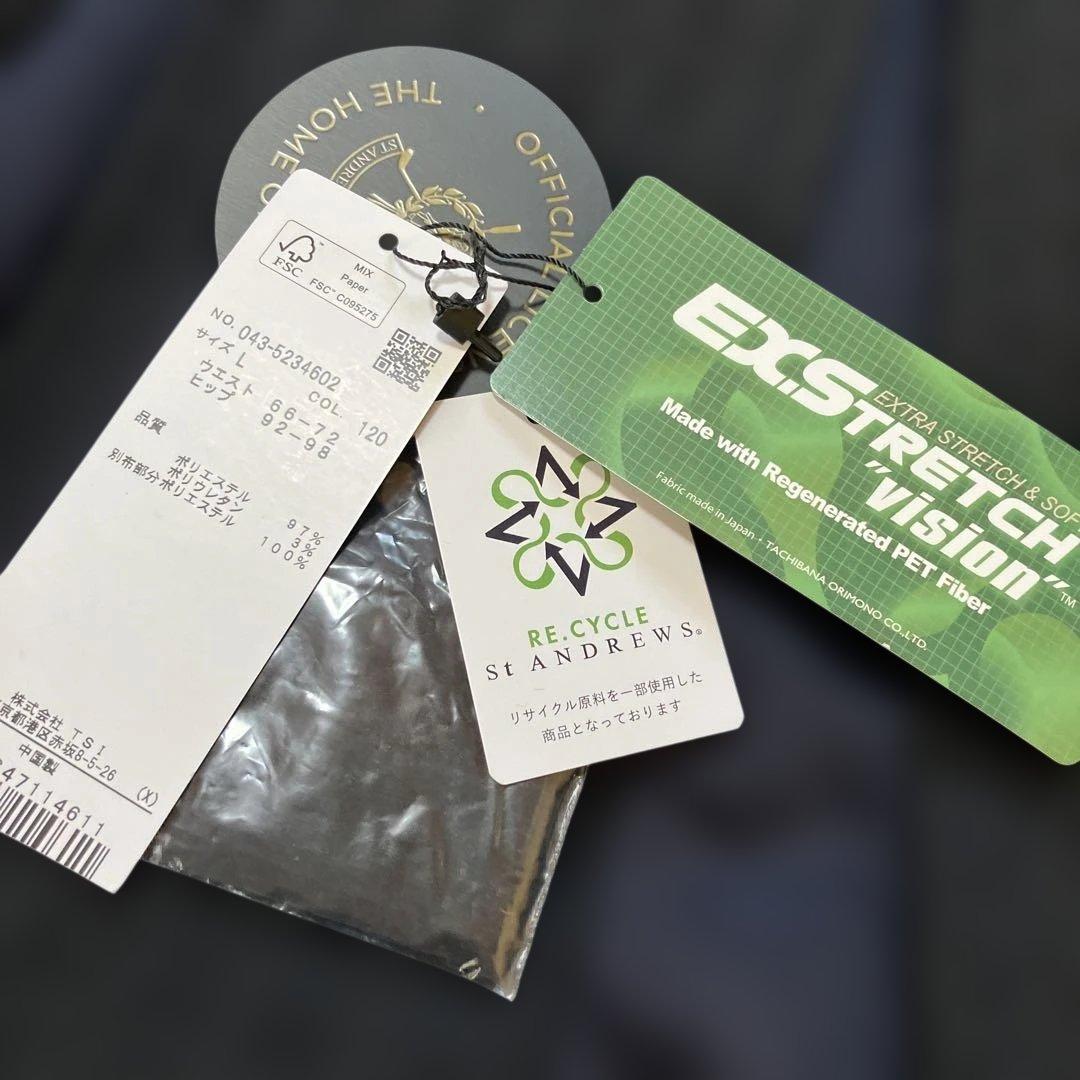 THE HOME O
OFFICIAL LICE
ST ANDRE
FSC
MIX
Paper
FSC™ C095275
NO. 043-5234602
サイズ L COL. 120
ウエスト 66-72
ヒップ 92-98
品質
ポリエステル 97%
ポリウレタン 3%
別布部分ポリエステル 100%
株式会社 TSI
京都港区赤坂8-5-26
中国製 (X)
47114611
RE.CYCLE
St ANDREWS®
リサイクル原料を一部使用した
商品となっております
EX.STRETCH
EXTRA STRETCH & SOF
"vision"™
Made with Regenerated PET Fiber
Fabric made in Japan・TACHIBANA ORIMONO CO.,LTD.